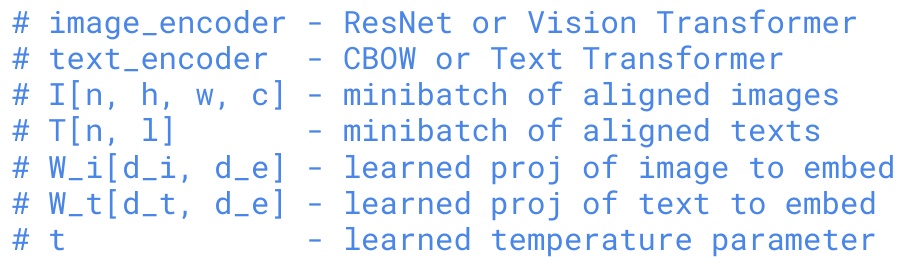 # image_encoder - ResNet or Vision Transformer
# text_encoder  - CBOW or Text Transformer
# I[n, h, w, c] - minibatch of aligned images
# T[n, l]       - minibatch of aligned texts
# W_i[d_i, d_e] - learned proj of image to embed
# W_t[d_t, d_e] - learned proj of text to embed
# t             - learned temperature parameter